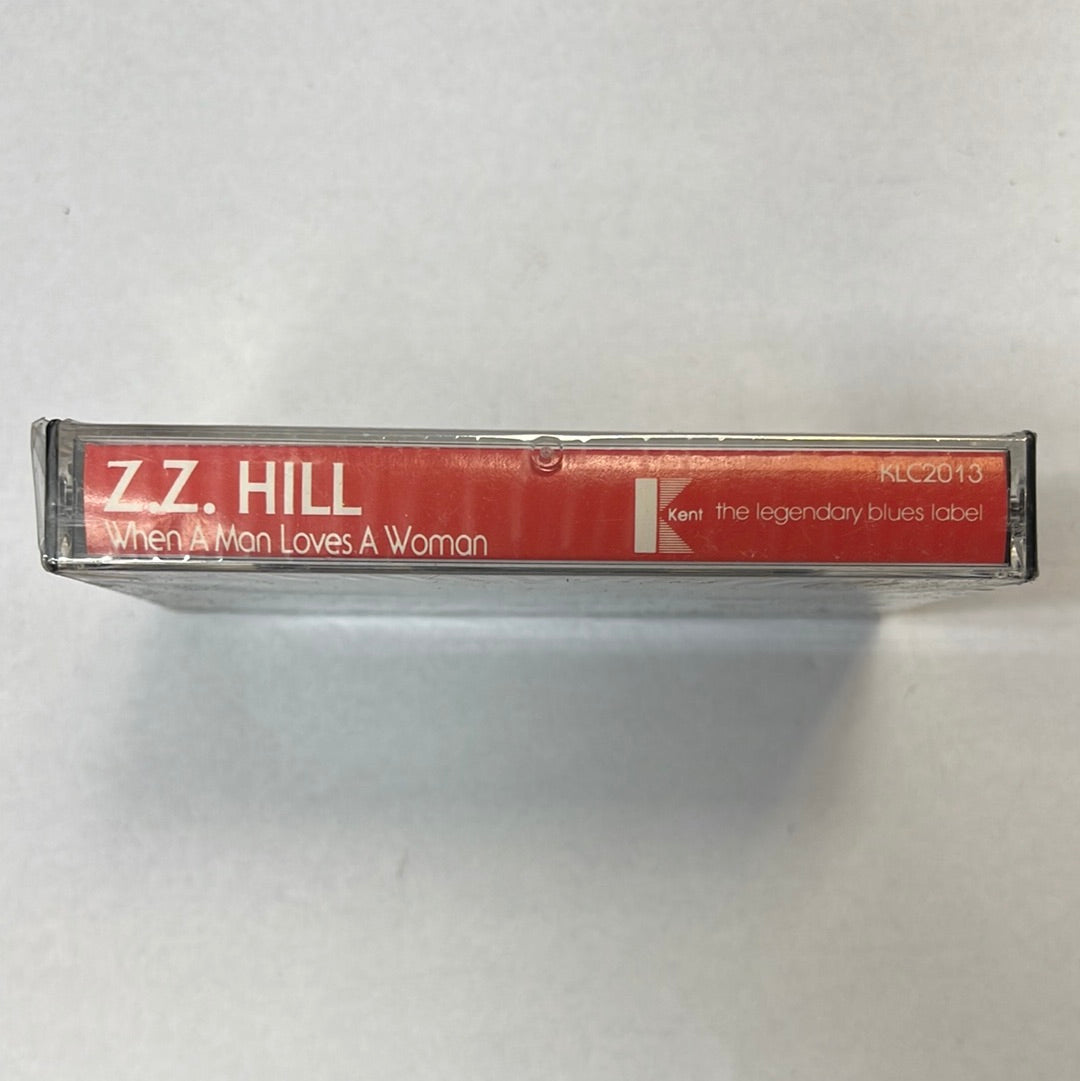 Z.Z. HILL
When A Man Loves A Woman
KLC2013
Kent the legendary blues label